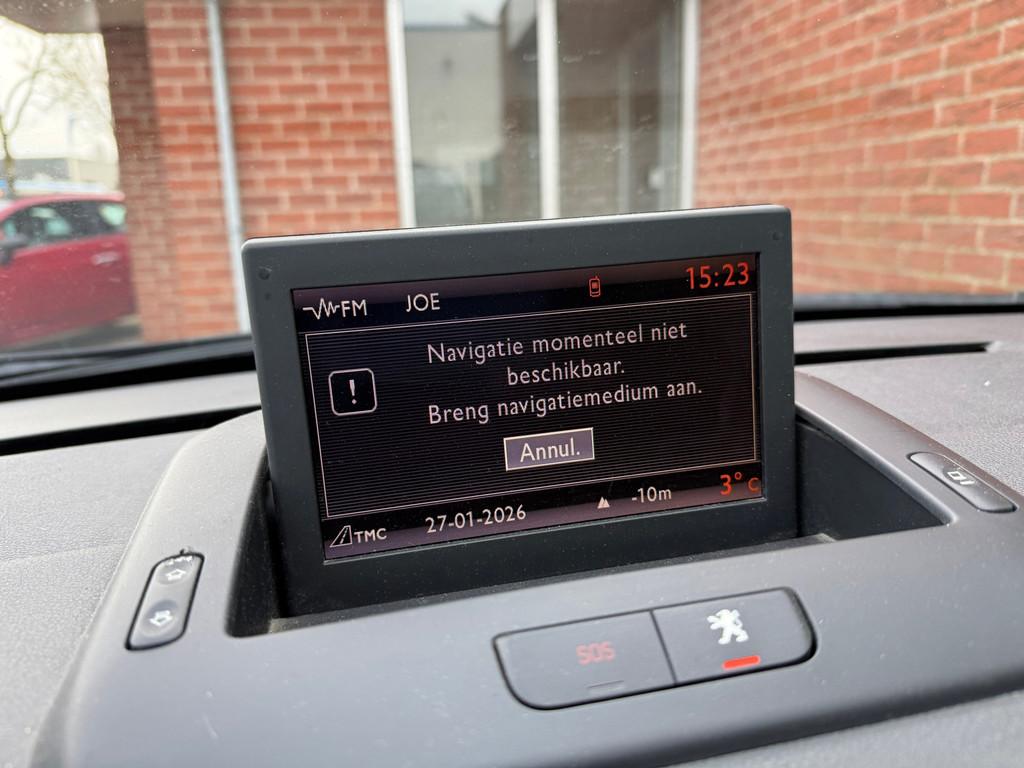 FM JOE 15:23
Navigatie momenteel niet
beschikbaar.
Breng navigatiemedium aan.
Annul.
TMC 27-01-2026 -10m 3°C
SOS